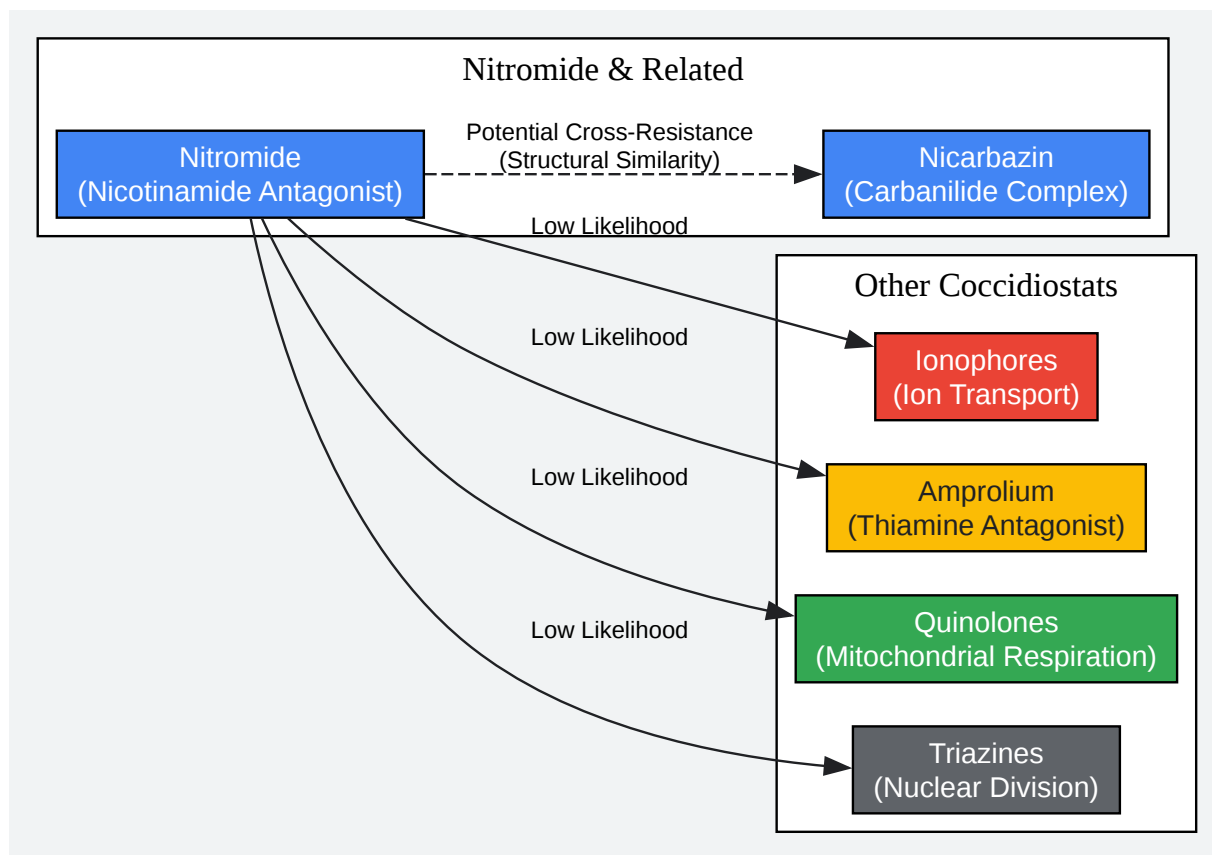 Nitromide & Related
Nitromide
(Nicotinamide Antagonist)
Potential Cross-Resistance
(Structural Similarity)
Nicarbazin
(Carbanilide Complex)
Low Likelihood
Other Coccidiostats
Low Likelihood
Ionophores
(Ion Transport)
Low Likelihood
Amprolium
(Thiamine Antagonist)
Low Likelihood
Quinolones
(Mitochondrial Respiration)
Triazines
(Nuclear Division)